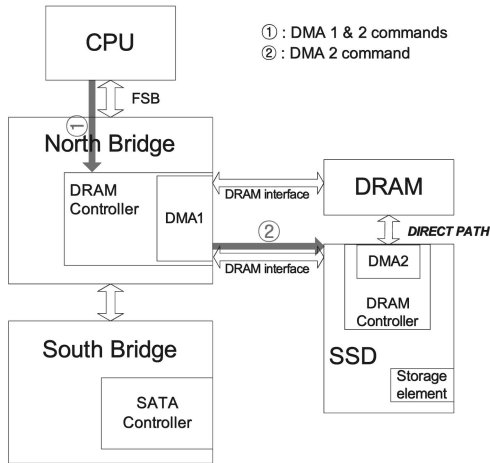 CPU
① : DMA 1 & 2 commands
② : DMA 2 command
FSB
①
North Bridge
DRAM
Controller
DMA1
DRAM interface
DRAM
②
DIRECT PATH
DRAM interface
DMA2
DRAM
Controller
SSD
Storage
element
South Bridge
SATA
Controller